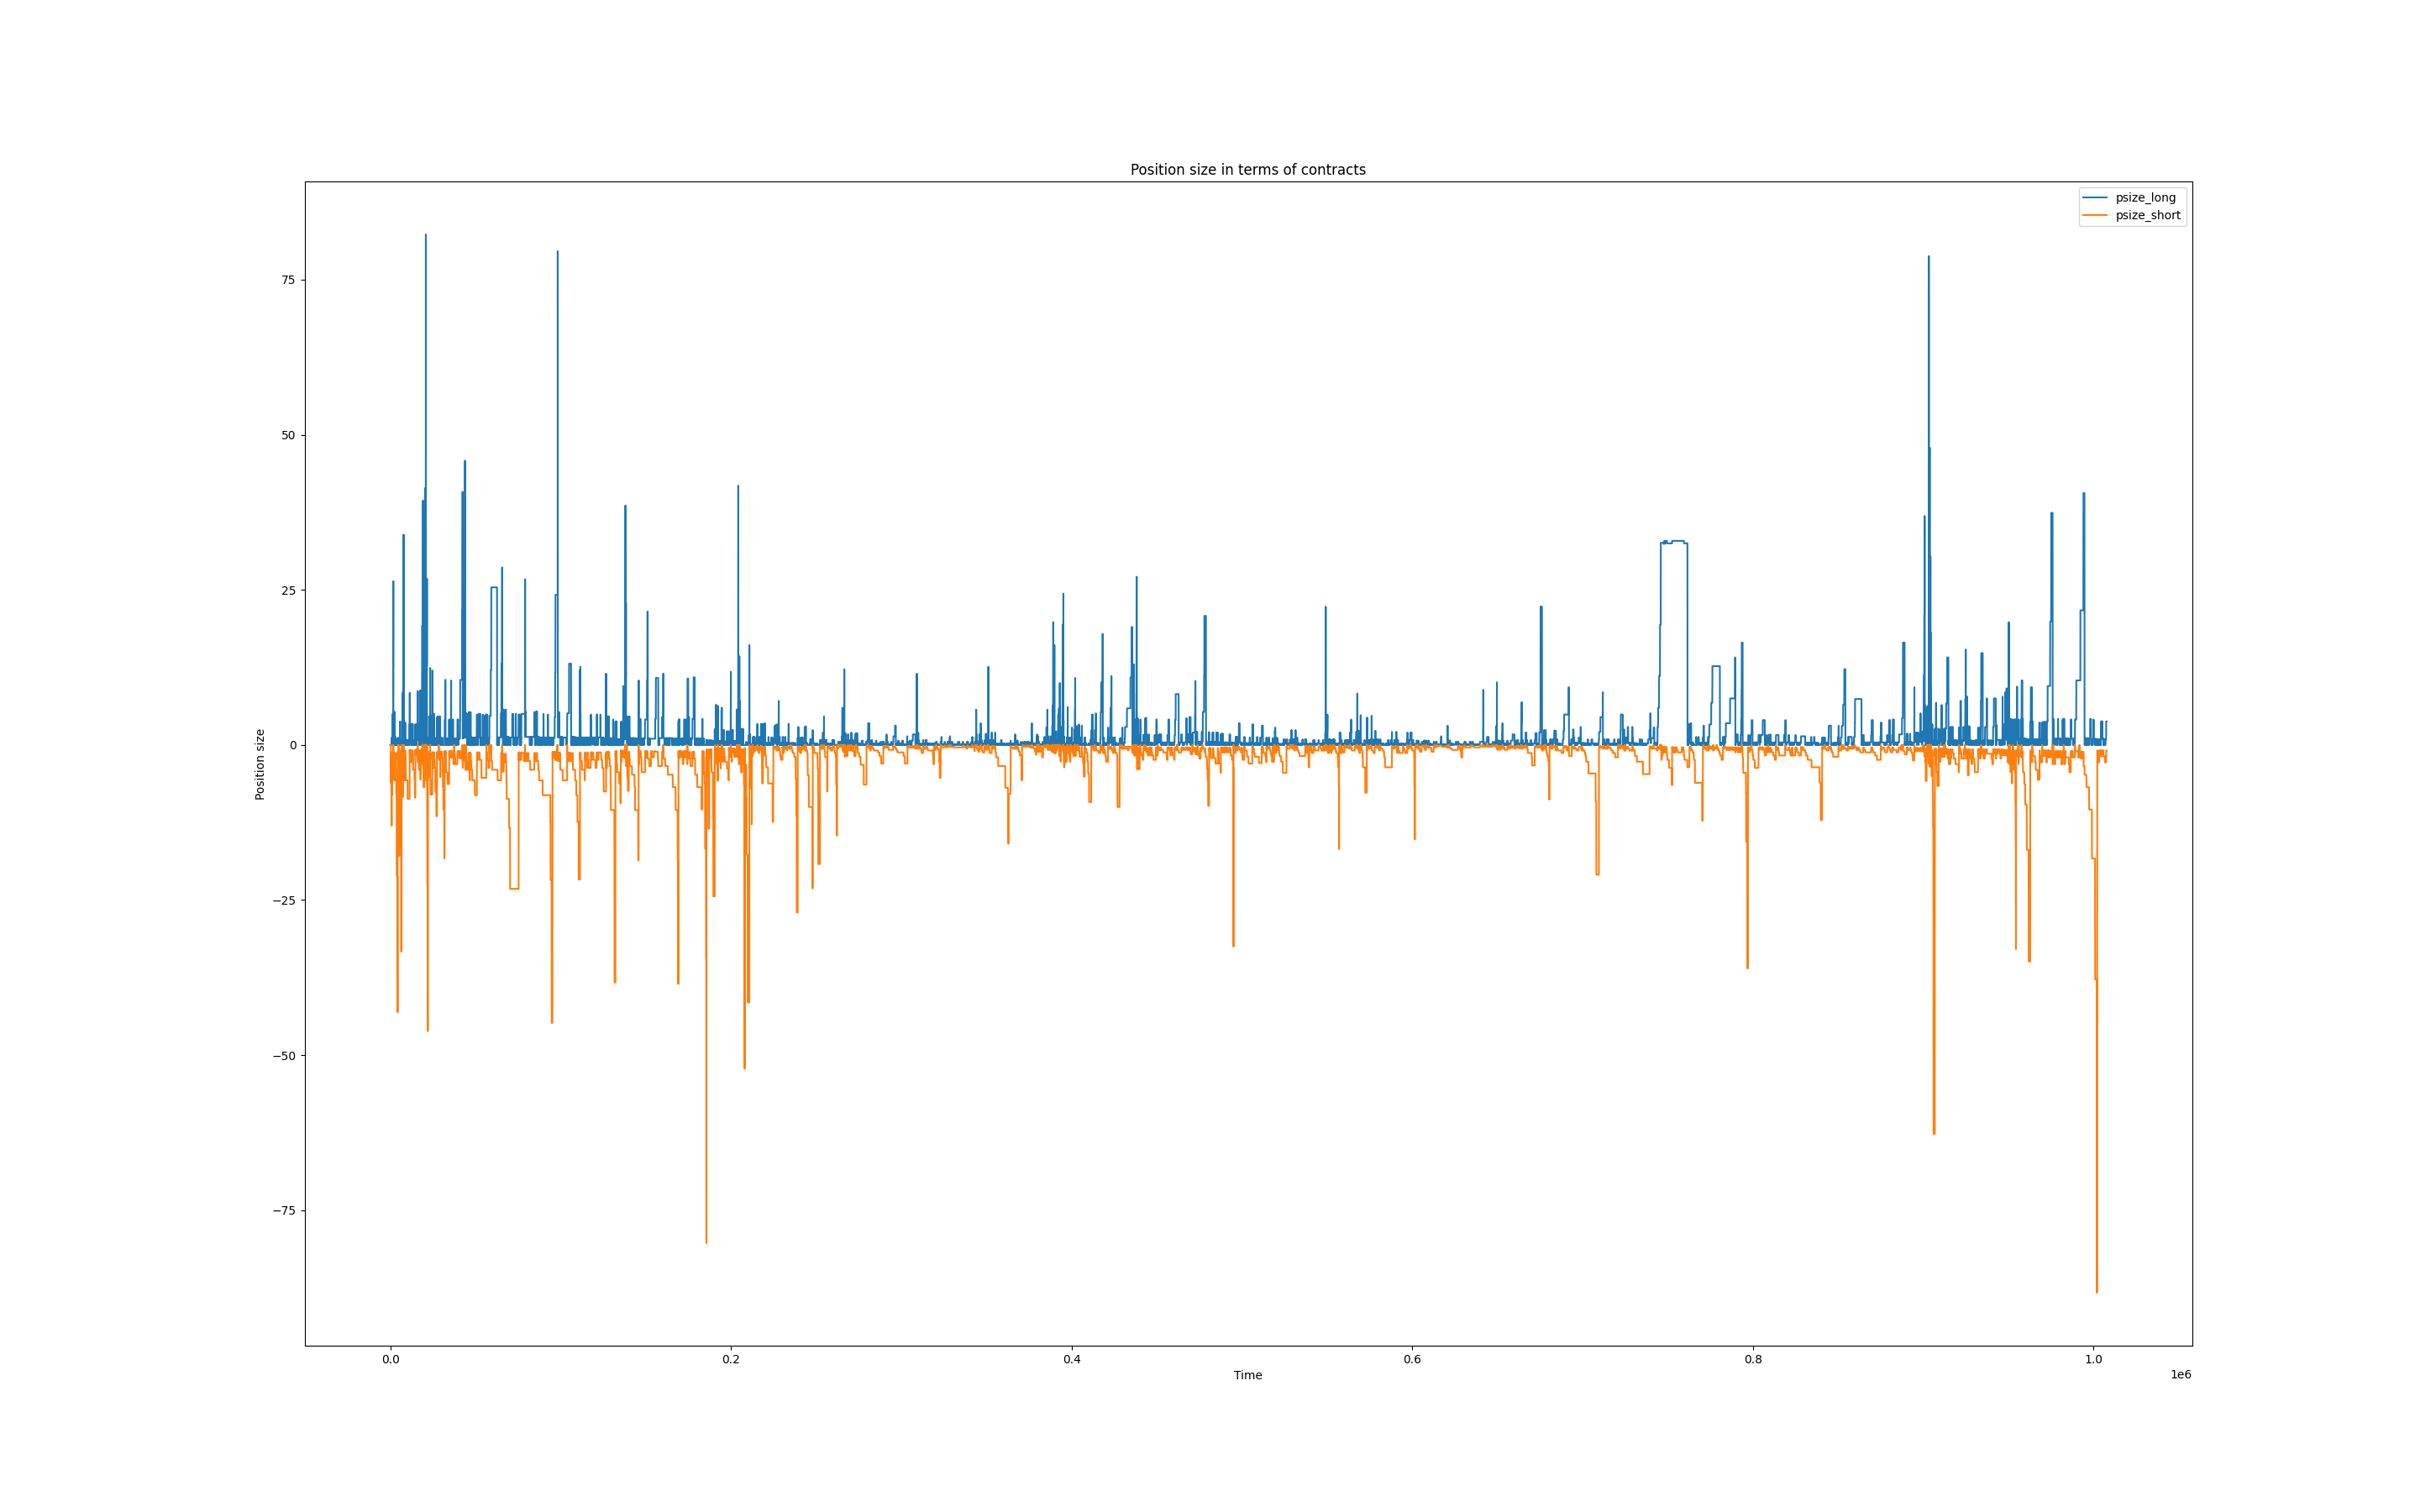 Position size in terms of contracts
psize_long
psize_short
75
50
25
0
−25
−50
−75
Position size
0.0
0.2
0.4
0.6
0.8
1.0
Time
1e6